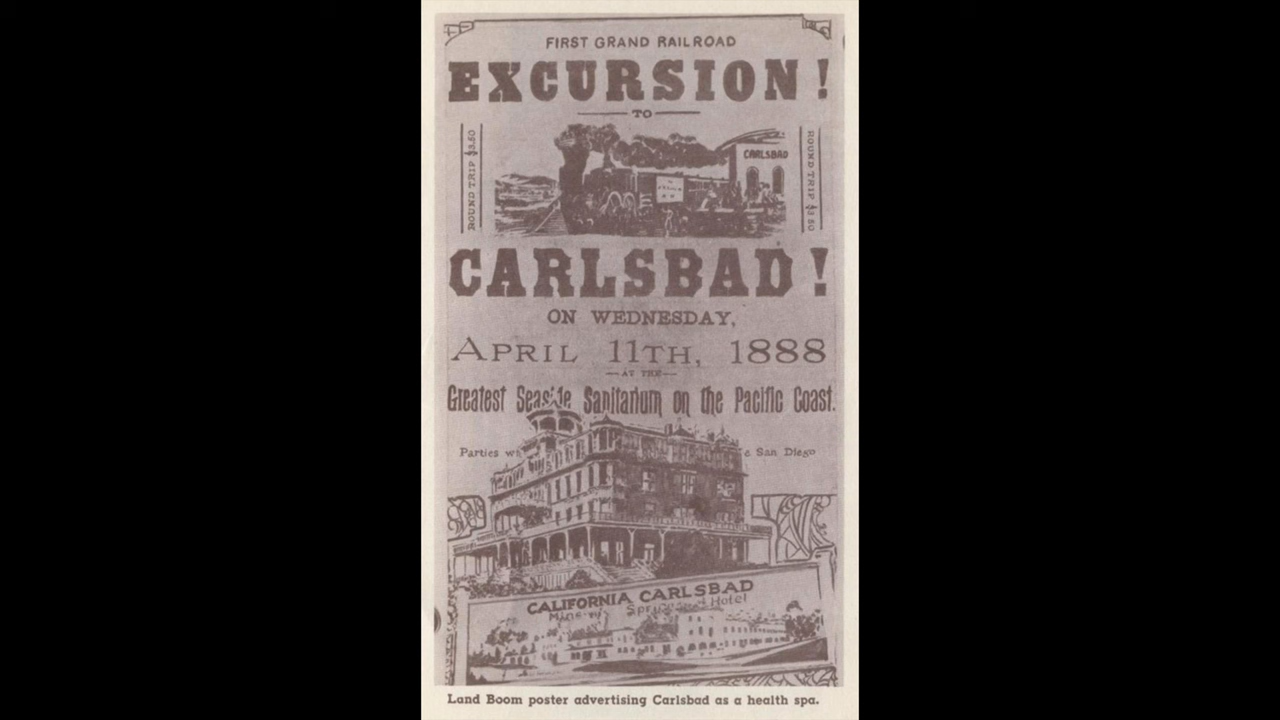 FIRST GRAND RAILROAD
EXCURSION!
TO
ROUND TRIP $3.50
CARLSBAD
ROUND TRIP $3.50
CARLSBAD!
ON WEDNESDAY,
APRIL 11TH, 1888
AT THE
Greatest Seaside Sanitarium on the Pacific Coast.
Parties San Diego
CALIFORNIA CARLSBAD
Mineral Springs Hotel
Land Boom poster advertising Carlsbad as a health spa.